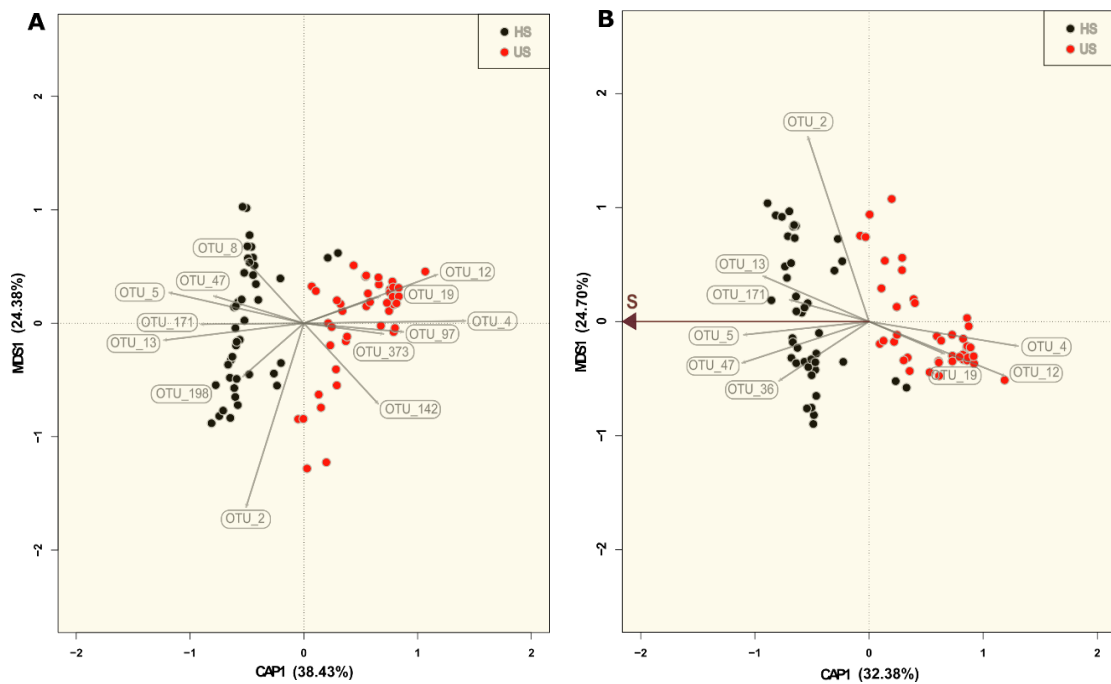 A
HS
US
MDS1 (24.38%)
2
1
0
−1
−2
OTU_8
OTU_47
OTU_5
OTU_171
OTU_13
OTU_198
OTU_2
OTU_12
OTU_19
OTU_4
OTU_97
OTU_373
OTU_142
−2
−1
0
1
2
CAP1 (38.43%)
B
HS
US
MDS1 (24.70%)
2
1
0
−1
−2
OTU_2
OTU_13
OTU_171
S
OTU_5
OTU_47
OTU_36
OTU_4
OTU_19
OTU_12
−2
−1
0
1
2
CAP1 (32.38%)